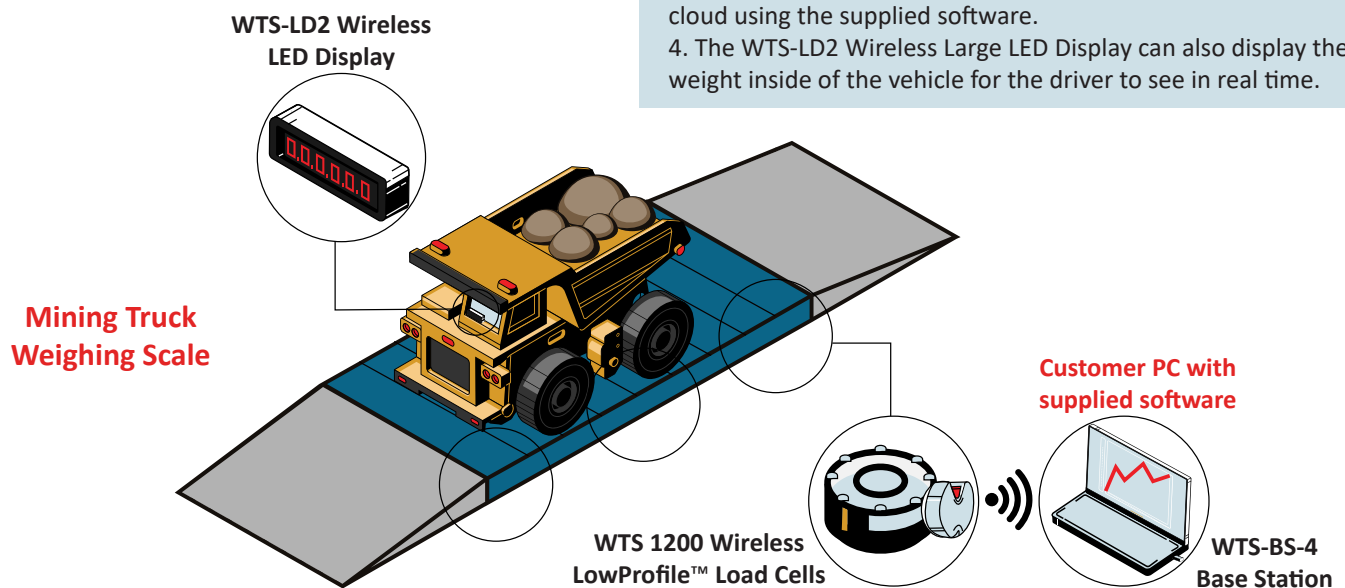 cloud using the supplied software.
4. The WTS-LD2 Wireless Large LED Display can also display the
weight inside of the vehicle for the driver to see in real time.
WTS-LD2 Wireless
LED Display
0.0.0.0.0.0
Mining Truck
Weighing Scale
Customer PC with
supplied software
WTS 1200 Wireless
LowProfile™ Load Cells
WTS-BS-4
Base Station